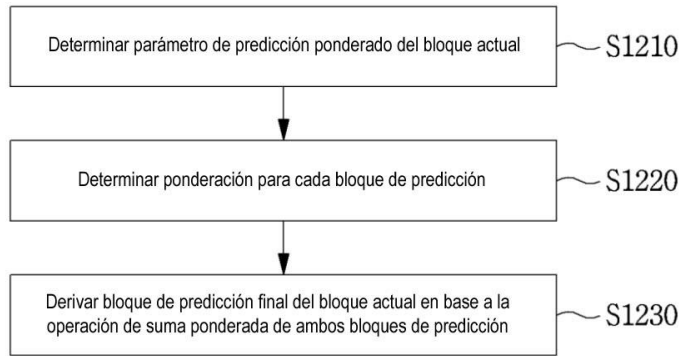 Determinar parámetro de predicción ponderado del bloque actual
S1210
Determinar ponderación para cada bloque de predicción
S1220
Derivar bloque de predicción final del bloque actual en base a la
operación de suma ponderada de ambos bloques de predicción
S1230